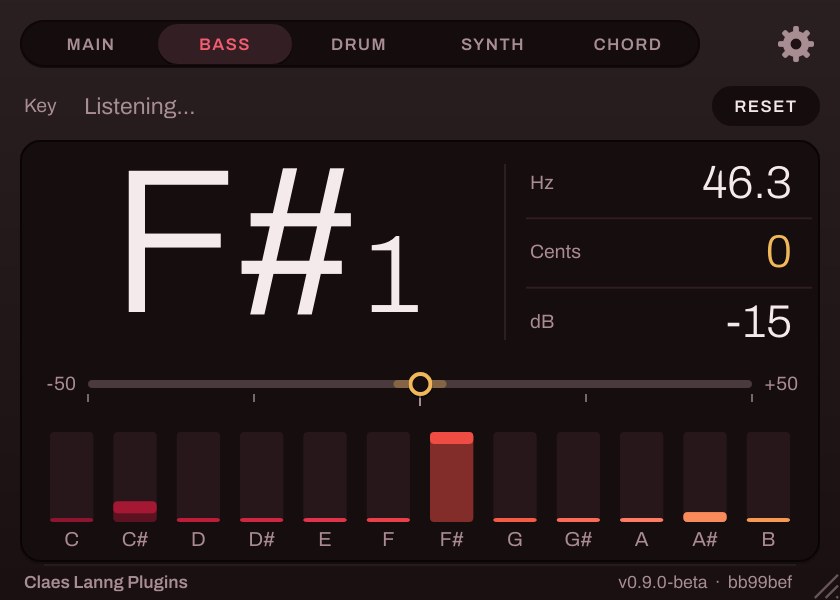 MAIN BASS DRUM SYNTH CHORD
Key Listening... RESET
F#1
Hz 46.3
Cents 0
dB -15
-50 +50
C C# D D# E F F# G G# A A# B
Claes Lanng Plugins v0.9.0-beta · bb99bef